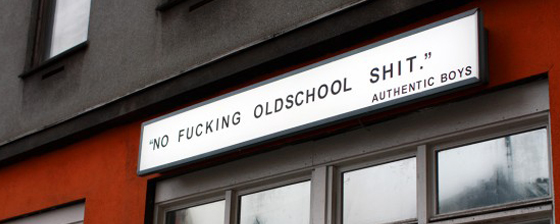 “NO FUCKING OLDSCHOOL SHIT.”
AUTHENTIC BOYS